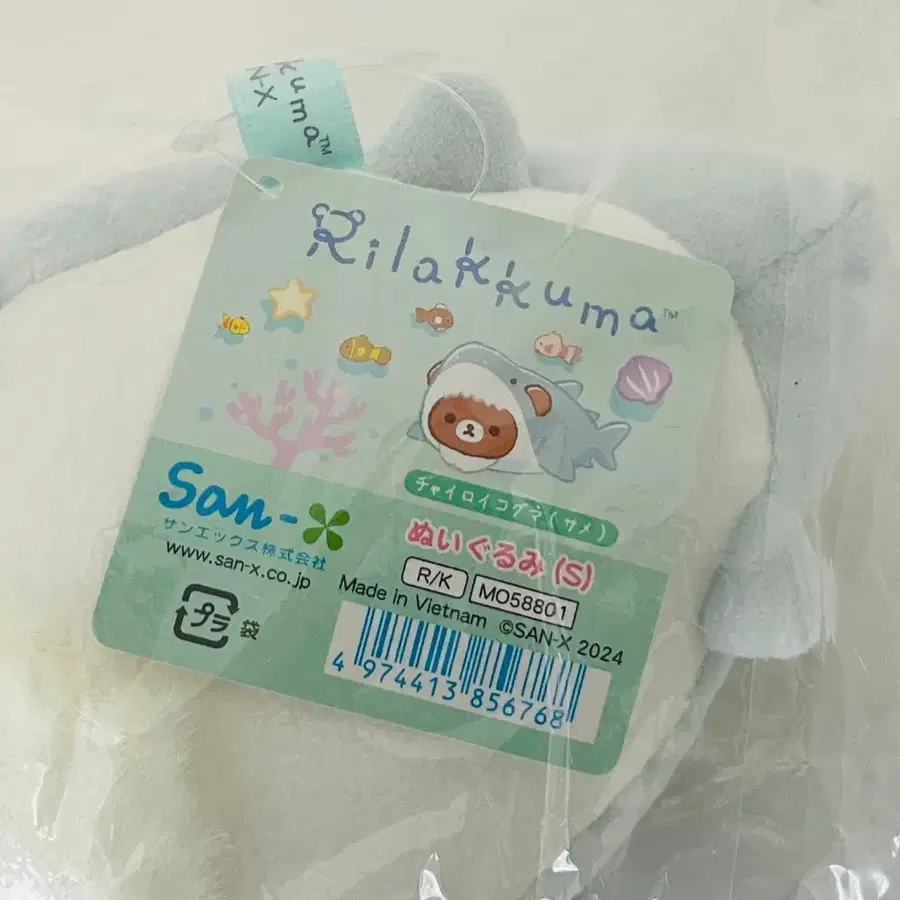 kuma™
N-X
Rilakkuma™
チャイロイコグマ(サメ)
San-X
サンエックス株式会社
www.san-x.co.jp
プラ 袋
ぬいぐるみ(S)
R/K MO58801
Made in Vietnam ©SAN-X 2024
4 974413 856768